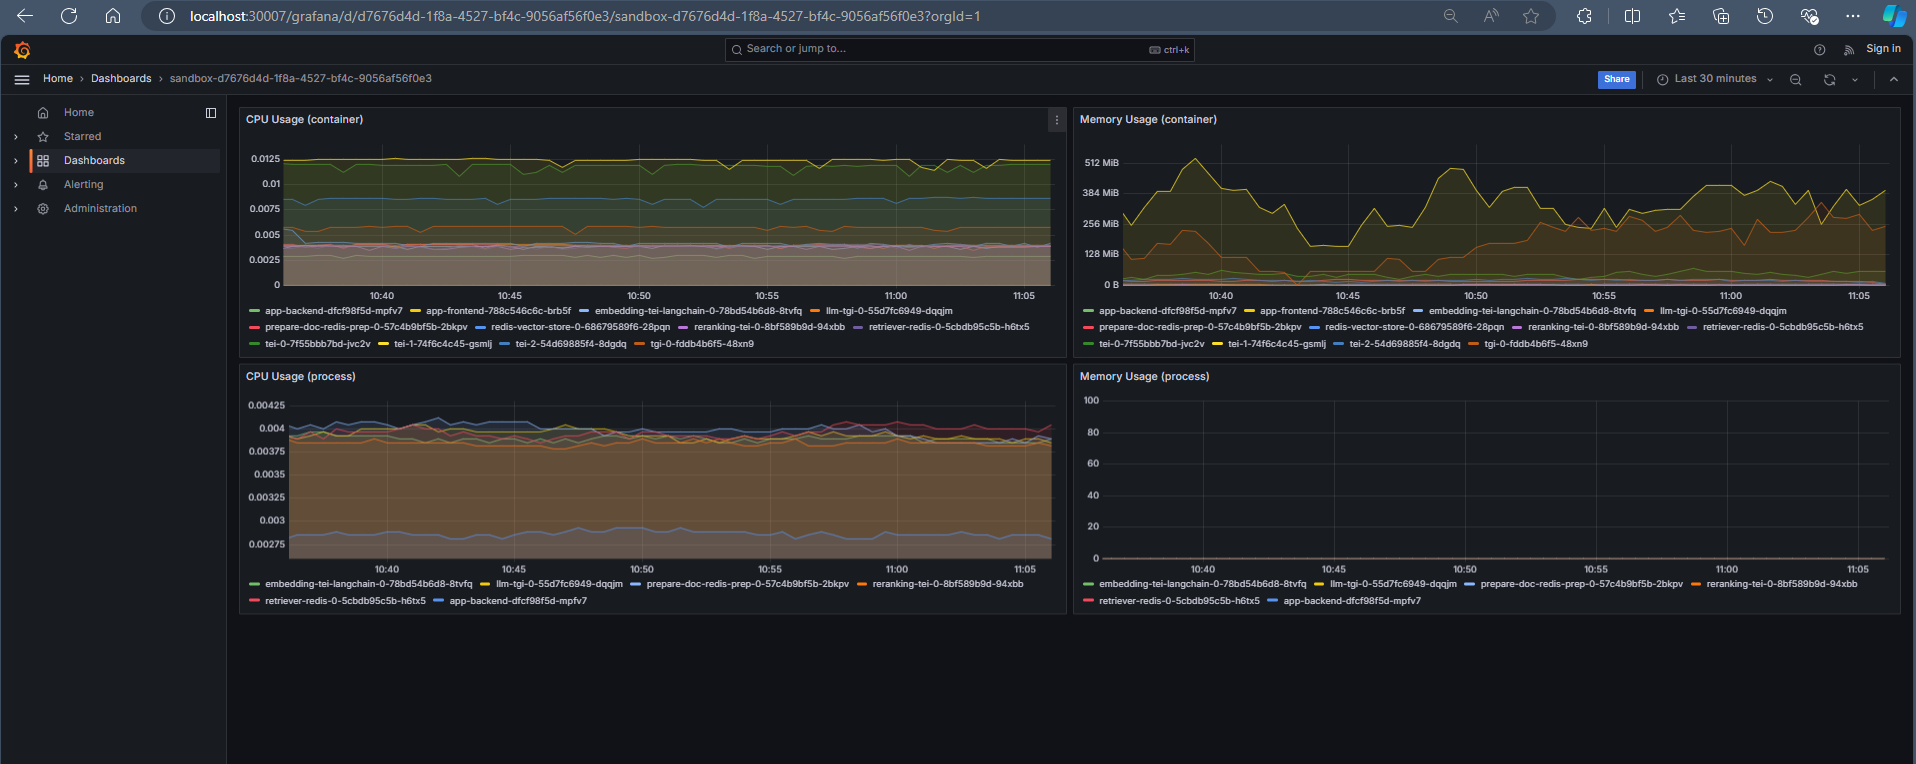 localhost:30007/grafana/d/d7676d4d-1f8a-4527-bf4c-9056af56f0e3/sandbox-d7676d4d-1f8a-4527-bf4c-9056af56f0e3?orgId=1
Search or jump to... ctrl+k Sign in
Home › Dashboards › sandbox-d7676d4d-1f8a-4527-bf4c-9056af56f0e3 Share Last 30 minutes
Home
Starred
Dashboards
Alerting
Administration
CPU Usage (container)
0.0125
0.01
0.0075
0.005
0.0025
0
10:40 10:45 10:50 10:55 11:00 11:05
app-backend-dfcf98f5d-mpfv7 app-frontend-788c546c6c-brb5f embedding-tei-langchain-0-78bd54b6d8-8tvfq llm-tgi-0-55d7fc6949-dqqjm
prepare-doc-redis-prep-0-57c4b9bf5b-2bkpv redis-vector-store-0-68679589f6-28pqn reranking-tei-0-8bf589b9d-94xbb retriever-redis-0-5cbdb95c5b-h6tx5
tei-0-7f55bbb7bd-jvc2v tei-1-74f6c4c45-gsmlj tei-2-54d69885f4-8dgdq tgi-0-fddb4b6f5-48xn9
Memory Usage (container)
512 MiB
384 MiB
256 MiB
128 MiB
0 B
10:40 10:45 10:50 10:55 11:00 11:05
app-backend-dfcf98f5d-mpfv7 app-frontend-788c546c6c-brb5f embedding-tei-langchain-0-78bd54b6d8-8tvfq llm-tgi-0-55d7fc6949-dqqjm
prepare-doc-redis-prep-0-57c4b9bf5b-2bkpv redis-vector-store-0-68679589f6-28pqn reranking-tei-0-8bf589b9d-94xbb retriever-redis-0-5cbdb95c5b-h6tx5
tei-0-7f55bbb7bd-jvc2v tei-1-74f6c4c45-gsmlj tei-2-54d69885f4-8dgdq tgi-0-fddb4b6f5-48xn9
CPU Usage (process)
0.00425
0.004
0.00375
0.0035
0.00325
0.003
0.00275
10:40 10:45 10:50 10:55 11:00 11:05
embedding-tei-langchain-0-78bd54b6d8-8tvfq llm-tgi-0-55d7fc6949-dqqjm prepare-doc-redis-prep-0-57c4b9bf5b-2bkpv reranking-tei-0-8bf589b9d-94xbb
retriever-redis-0-5cbdb95c5b-h6tx5 app-backend-dfcf98f5d-mpfv7
Memory Usage (process)
100
80
60
40
20
0
10:40 10:45 10:50 10:55 11:00 11:05
embedding-tei-langchain-0-78bd54b6d8-8tvfq llm-tgi-0-55d7fc6949-dqqjm prepare-doc-redis-prep-0-57c4b9bf5b-2bkpv reranking-tei-0-8bf589b9d-94xbb
retriever-redis-0-5cbdb95c5b-h6tx5 app-backend-dfcf98f5d-mpfv7